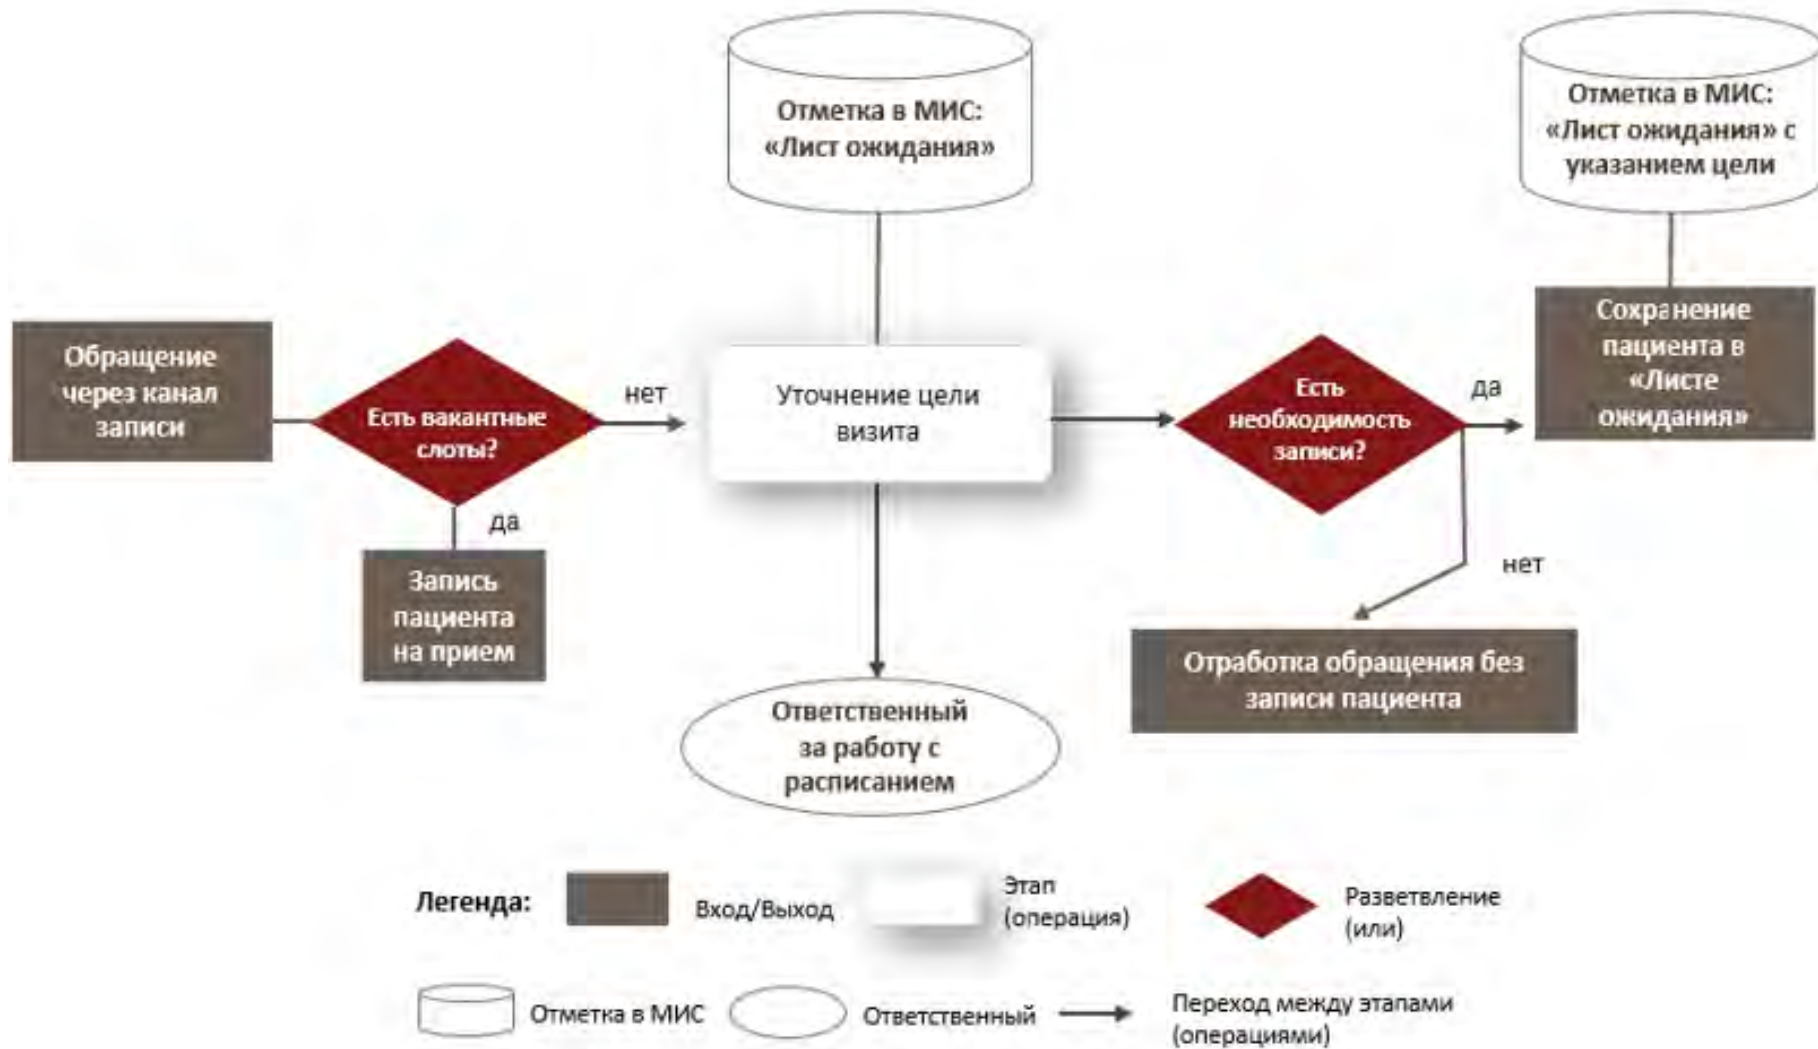 Отметка в МИС:
«Лист ожидания»
Отметка в МИС:
«Лист ожидания» с
указанием цели
Обращение
через канал
записи
Есть вакантные
слоты?
нет
да
Запись
пациента
на прием
Уточнение цели
визита
Ответственный
за работу с
расписанием
Есть
необходимость
записи?
да
Сохранение
пациента в
«Листе
ожидания»
нет
Отработка обращения без
записи пациента
Легенда:
Вход/Выход
Этап
(операция)
Разветвление
(или)
Отметка в МИС
Ответственный
Переход между этапами
(операциями)